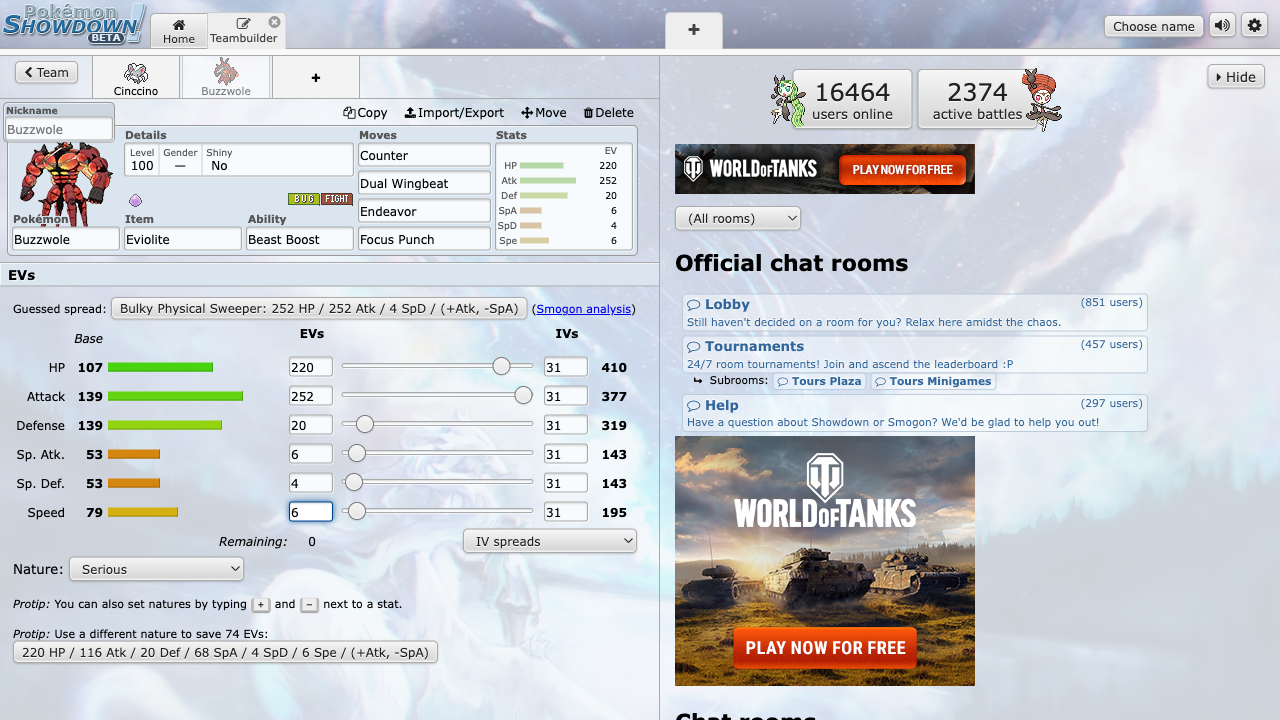 Pokémon
SHOWDOWN!
BETA
Home
Teambuilder
+
Choose name
Team
Cinccino
Buzzwole
+
Hide
Nickname
Buzzwole
Copy
Import/Export
Move
Delete
Details
Level
100
Gender
—
Shiny
No
BUG
FIGHT
Pokémon
Buzzwole
Item
Eviolite
Ability
Beast Boost
Moves
Counter
Dual Wingbeat
Endeavor
Focus Punch
Stats
EV
HP 220
Atk 252
Def 20
SpA 6
SpD 4
Spe 6
EVs
Guessed spread: Bulky Physical Sweeper: 252 HP / 252 Atk / 4 SpD / (+Atk, -SpA) (Smogon analysis)
Base EVs IVs
HP 107 220 31 410
Attack 139 252 31 377
Defense 139 20 31 319
Sp. Atk. 53 6 31 143
Sp. Def. 53 4 31 143
Speed 79 6 31 195
Remaining: 0
IV spreads
Nature: Serious
Protip: You can also set natures by typing + and − next to a stat.
Protip: Use a different nature to save 74 EVs:
220 HP / 116 Atk / 20 Def / 68 SpA / 4 SpD / 6 Spe / (+Atk, -SpA)
16464
users online
2374
active battles
WORLD OF TANKS
PLAY NOW FOR FREE
(All rooms)
Official chat rooms
Lobby (851 users)
Still haven't decided on a room for you? Relax here amidst the chaos.
Tournaments (457 users)
24/7 room tournaments! Join and ascend the leaderboard :P
Subrooms: Tours Plaza Tours Minigames
Help (297 users)
Have a question about Showdown or Smogon? We'd be glad to help you out!
WORLD OF TANKS
PLAY NOW FOR FREE
Chat rooms